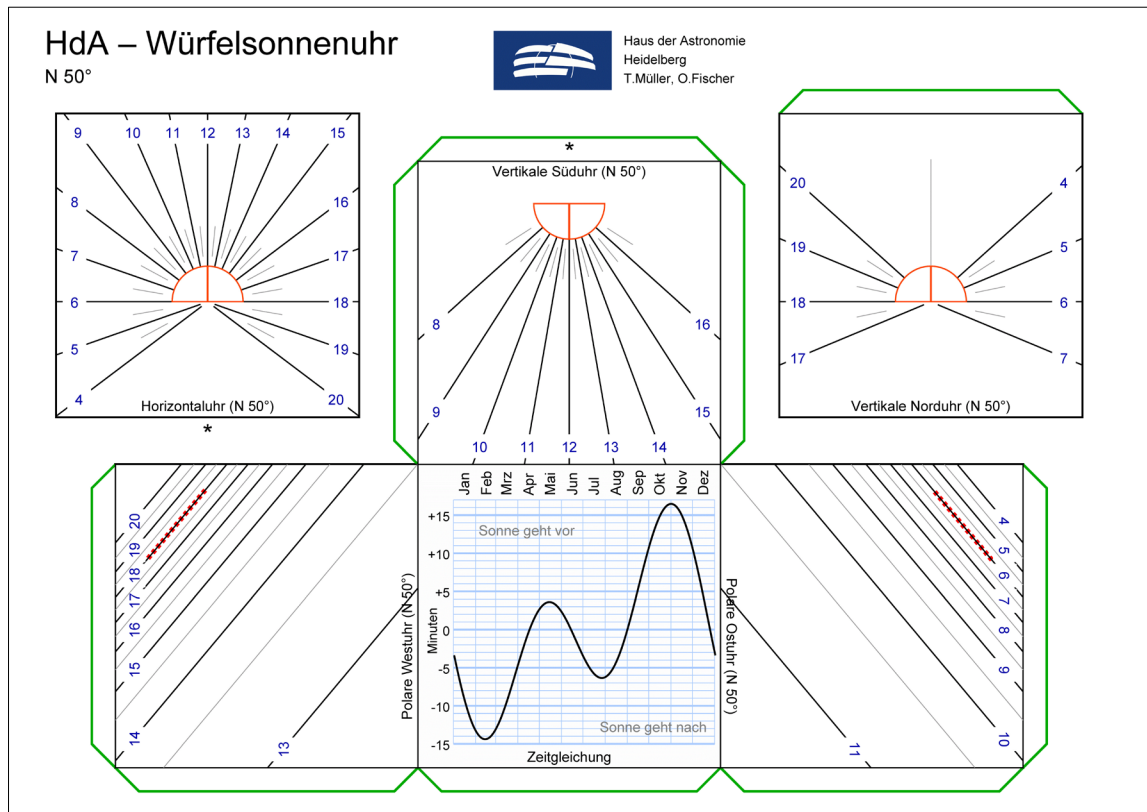 HdA – Würfelsonnenuhr
N 50°
Haus der Astronomie
Heidelberg
T.Müller, O.Fischer
9 10 11 12 13 14 15
8 16
7 17
6 18
5 19
4 20
Horizontaluhr (N 50°)
*
*
Vertikale Süduhr (N 50°)
8 16
9 15
10 11 12 13 14
20 4
19 5
18 6
17 7
Vertikale Norduhr (N 50°)
20
19
18
17
16
15
14
13
Polare Westuhr (N 50°)
Jan Feb Mrz Apr Mai Jun Jul Aug Sep Okt Nov Dez
Minuten
+15
+10
+5
0
-5
-10
-15
Sonne geht vor
Sonne geht nach
Zeitgleichung
Polare Ostuhr (N 50°)
4
5
6
7
8
9
10
11